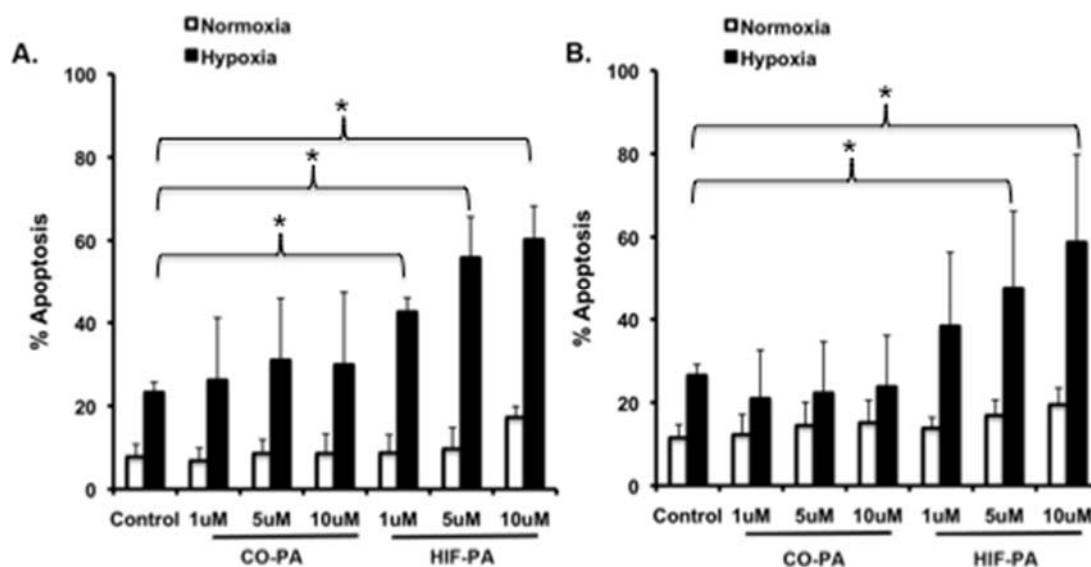 A.
Normoxia
Hypoxia
% Apoptosis
100
80
60
40
20
0
*
*
*
Control 1uM 5uM 10uM 1uM 5uM 10uM
CO-PA HIF-PA
B.
Normoxia
Hypoxia
% Apoptosis
100
80
60
40
20
0
*
*
Control 1uM 5uM 10uM 1uM 5uM 10uM
CO-PA HIF-PA